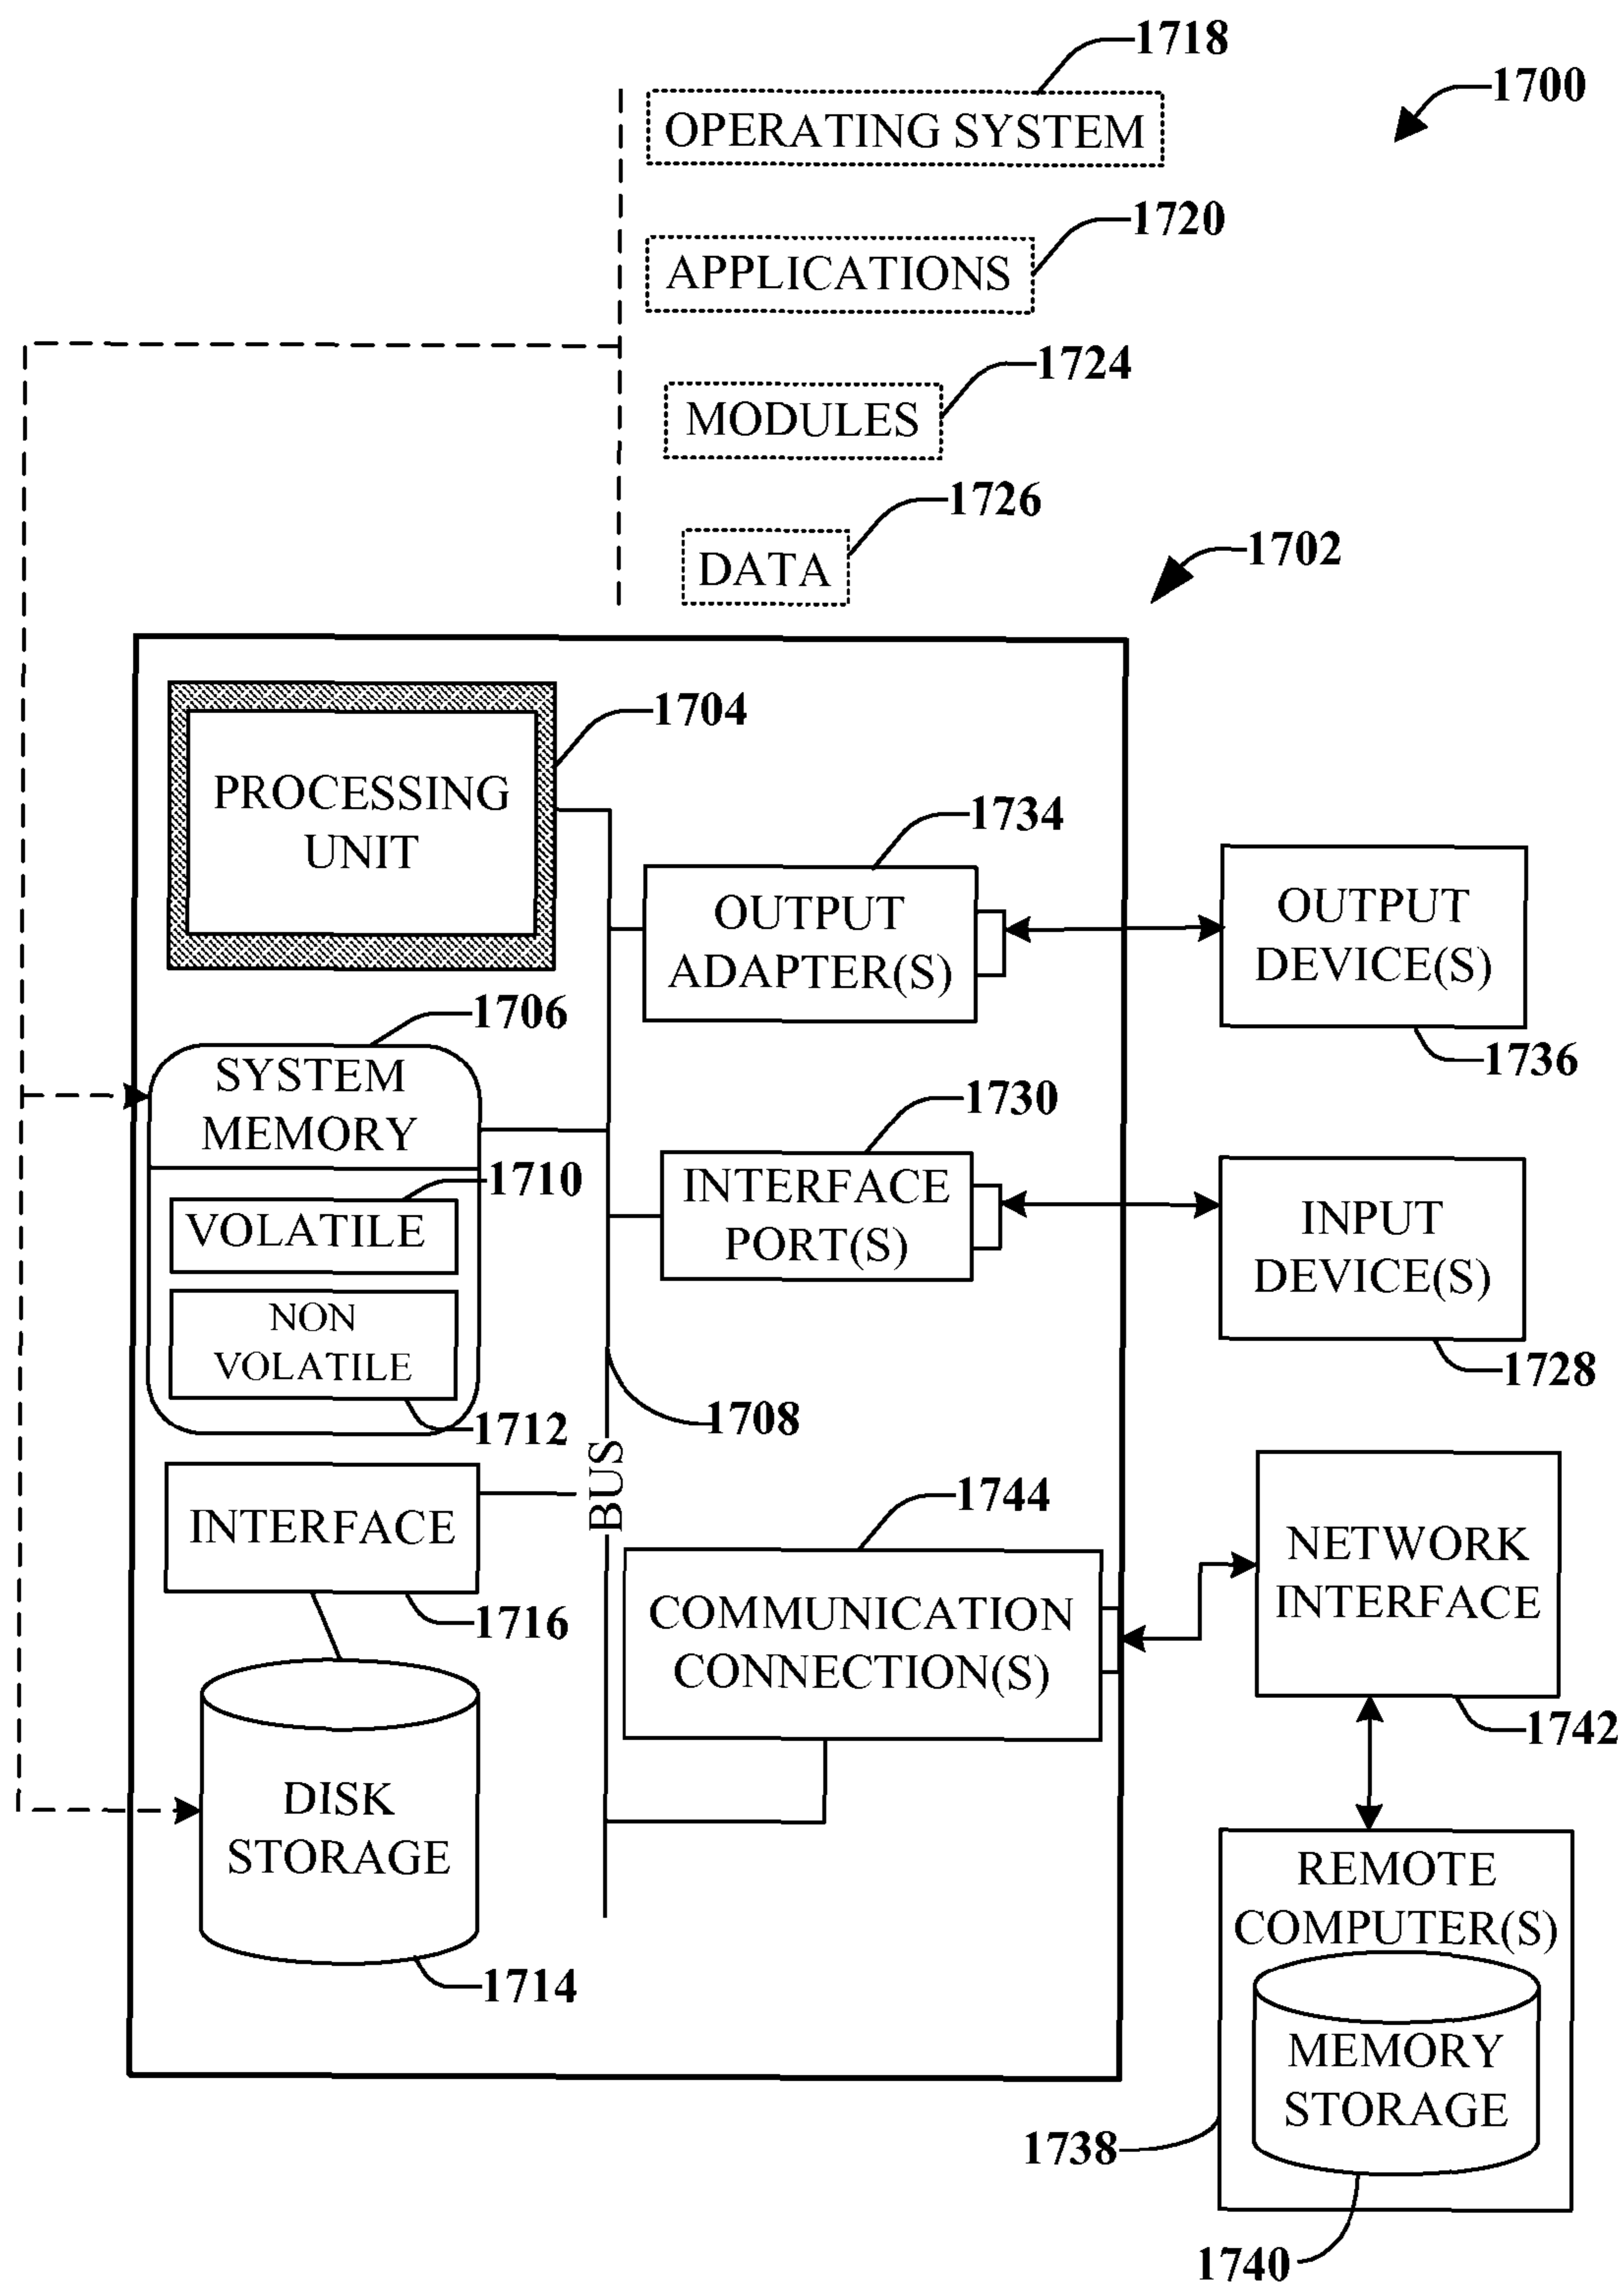 1718
1700
OPERATING SYSTEM
1720
APPLICATIONS
1724
MODULES
1726
DATA
1702
PROCESSING
UNIT
1704
1734
OUTPUT
ADAPTER(S)
OUTPUT
DEVICE(S)
1736
1706
SYSTEM
MEMORY
1710
VOLATILE
NON
VOLATILE
1712
1730
INTERFACE
PORT(S)
INPUT
DEVICE(S)
1728
1708
BUS
INTERFACE
1716
1744
COMMUNICATION
CONNECTION(S)
NETWORK
INTERFACE
1742
DISK
STORAGE
1714
REMOTE
COMPUTER(S)
MEMORY
STORAGE
1738
1740